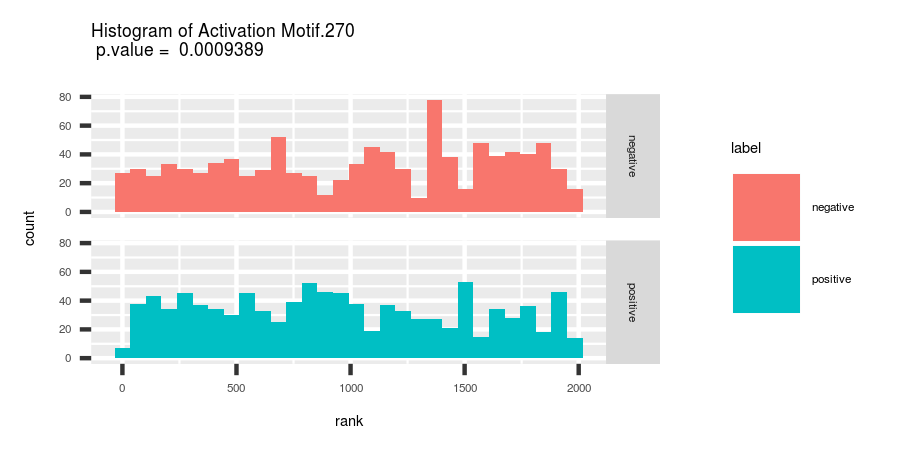 Histogram of Activation Motif.270
p.value = 0.0009389
80
60
40
20
0
negative
80
60
40
20
0
positive
0 500 1000 1500 2000
rank
count
label
negative
positive